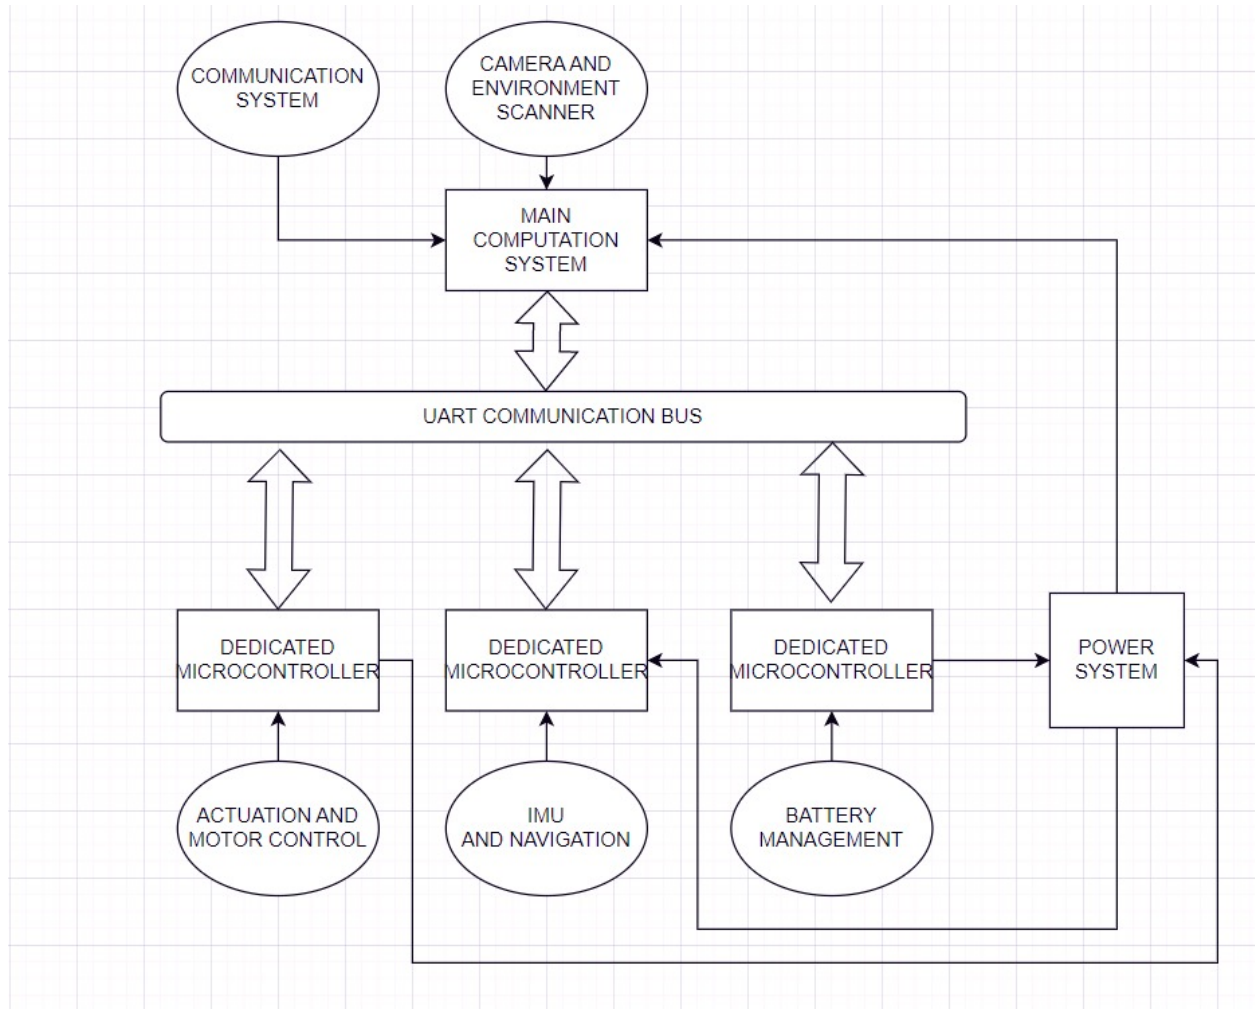 COMMUNICATION
SYSTEM
CAMERA AND
ENVIRONMENT
SCANNER
MAIN
COMPUTATION
SYSTEM
UART COMMUNICATION BUS
DEDICATED
MICROCONTROLLER
DEDICATED
MICROCONTROLLER
DEDICATED
MICROCONTROLLER
POWER
SYSTEM
ACTUATION AND
MOTOR CONTROL
IMU
AND NAVIGATION
BATTERY
MANAGEMENT